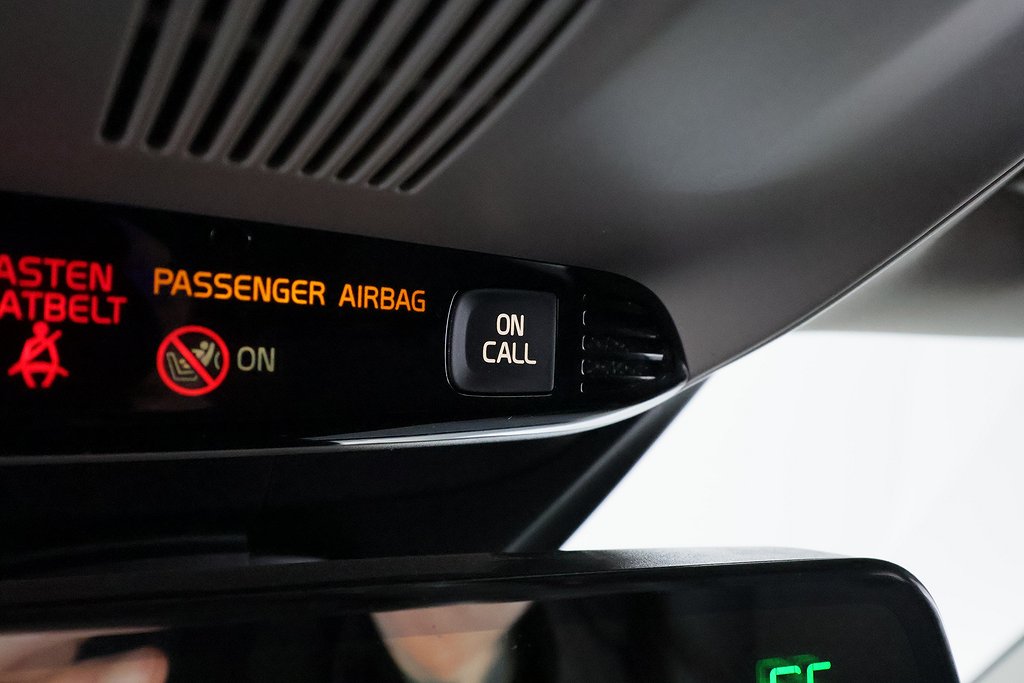 ASTEN
ATBELT
PASSENGER AIRBAG
ON
ON
CALL